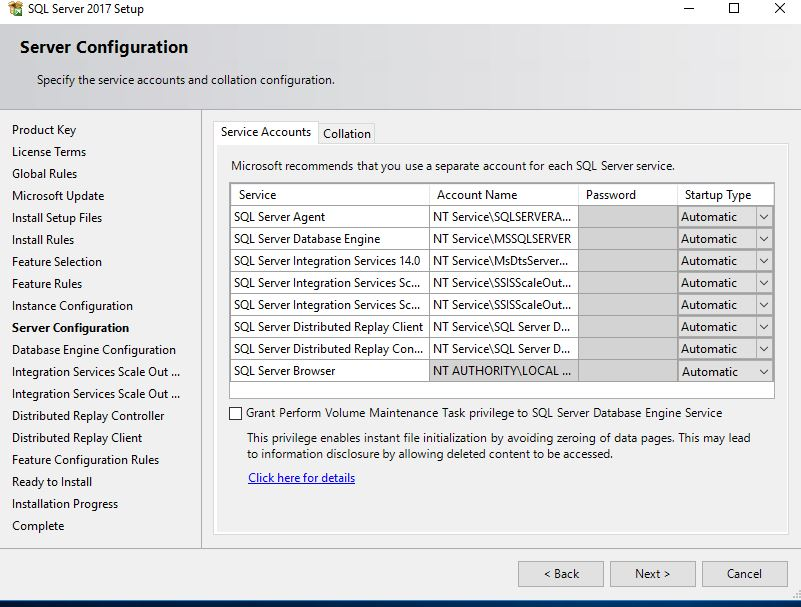 SQL Server 2017 Setup
Server Configuration
Specify the service accounts and collation configuration.
Product Key
License Terms
Global Rules
Microsoft Update
Install Setup Files
Install Rules
Feature Selection
Feature Rules
Instance Configuration
Server Configuration
Database Engine Configuration
Integration Services Scale Out ...
Integration Services Scale Out ...
Distributed Replay Controller
Distributed Replay Client
Feature Configuration Rules
Ready to Install
Installation Progress
Complete
Service Accounts Collation
Microsoft recommends that you use a separate account for each SQL Server service.
Service Account Name Password Startup Type
SQL Server Agent NT Service\SQLSERVERA... Automatic
SQL Server Database Engine NT Service\MSSQLSERVER Automatic
SQL Server Integration Services 14.0 NT Service\MsDtsServer... Automatic
SQL Server Integration Services Sc... NT Service\SSISScaleOut... Automatic
SQL Server Integration Services Sc... NT Service\SSISScaleOut... Automatic
SQL Server Distributed Replay Client NT Service\SQL Server D... Automatic
SQL Server Distributed Replay Con... NT Service\SQL Server D... Automatic
SQL Server Browser NT AUTHORITY\LOCAL ... Automatic
Grant Perform Volume Maintenance Task privilege to SQL Server Database Engine Service
This privilege enables instant file initialization by avoiding zeroing of data pages. This may lead
to information disclosure by allowing deleted content to be accessed.
Click here for details
< Back Next > Cancel